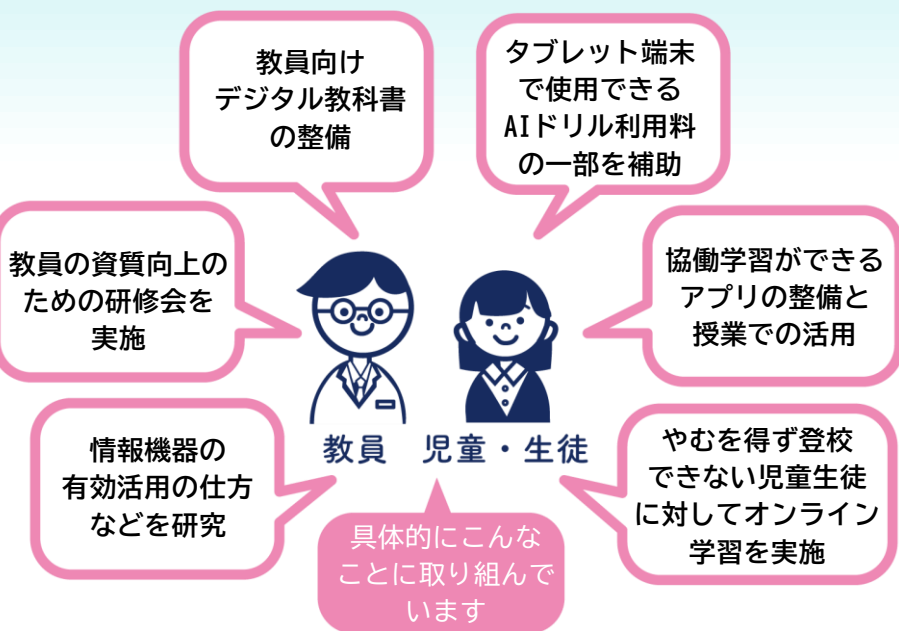 教員向け
デジタル教科書
の整備
タブレット端末
で使用できる
AIドリル利用料
の一部を補助
教員の資質向上の
ための研修会を
実施
協働学習ができる
アプリの整備と
授業での活用
情報機器の
有効活用の仕方
などを研究
教員 児童・生徒
やむを得ず登校
できない児童生徒
に対してオンライン
学習を実施
具体的にこんな
ことに取り組んで
います